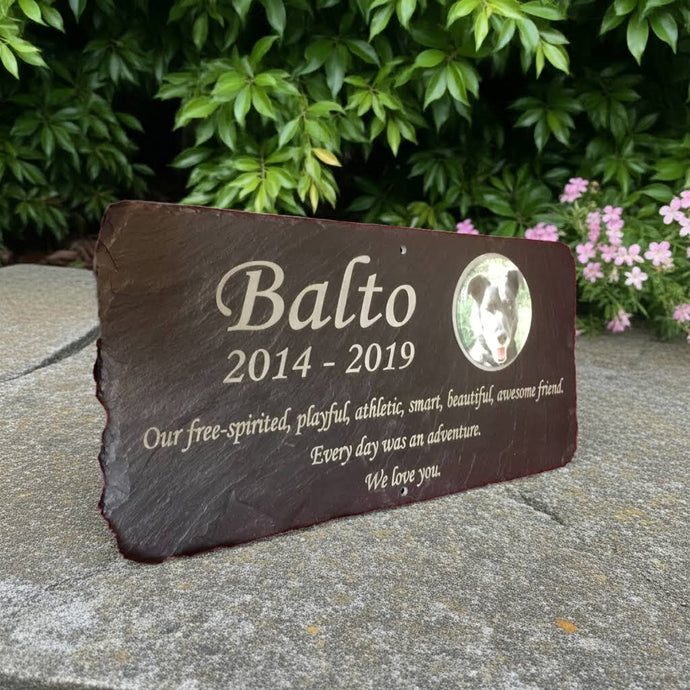 Balto
2014 - 2019
Our free-spirited, playful, athletic, smart, beautiful, awesome friend.
Every day was an adventure.
We love you.